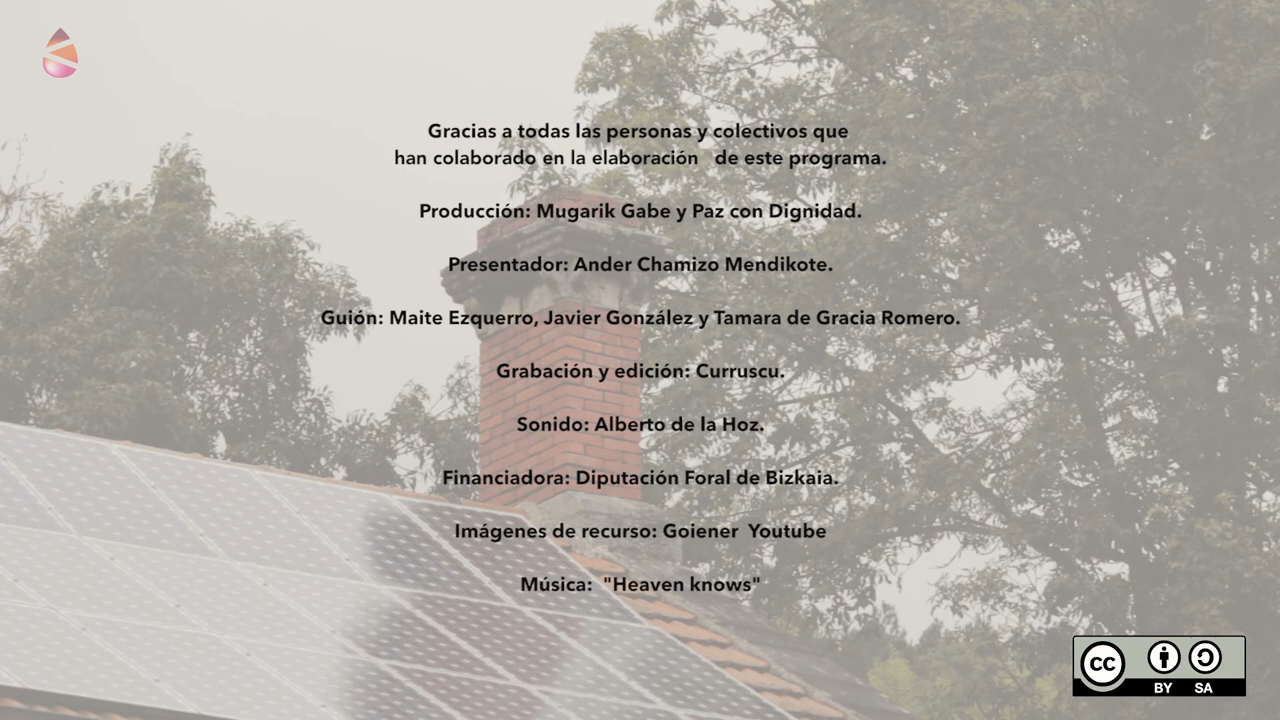 Gracias a todas las personas y colectivos que
han colaborado en la elaboración de este programa.
Producción: Mugarik Gabe y Paz con Dignidad.
Presentador: Ander Chamizo Mendikote.
Guión: Maite Ezquerro, Javier González y Tamara de Gracia Romero.
Grabación y edición: Curruscu.
Sonido: Alberto de la Hoz.
Financiadora: Diputación Foral de Bizkaia.
Imágenes de recurso: Goiener Youtube
Música: "Heaven knows"
cc
BY SA